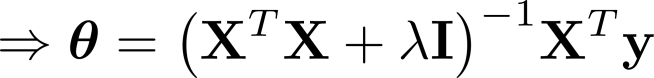 ⇒ 𝜽 = (𝐗ᵀ𝐗 + λ𝐈)⁻¹𝐗ᵀ𝐲